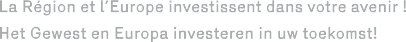 La Région et l'Europe investissent dans votre avenir !
Het Gewest en Europa investeren in uw toekomst!